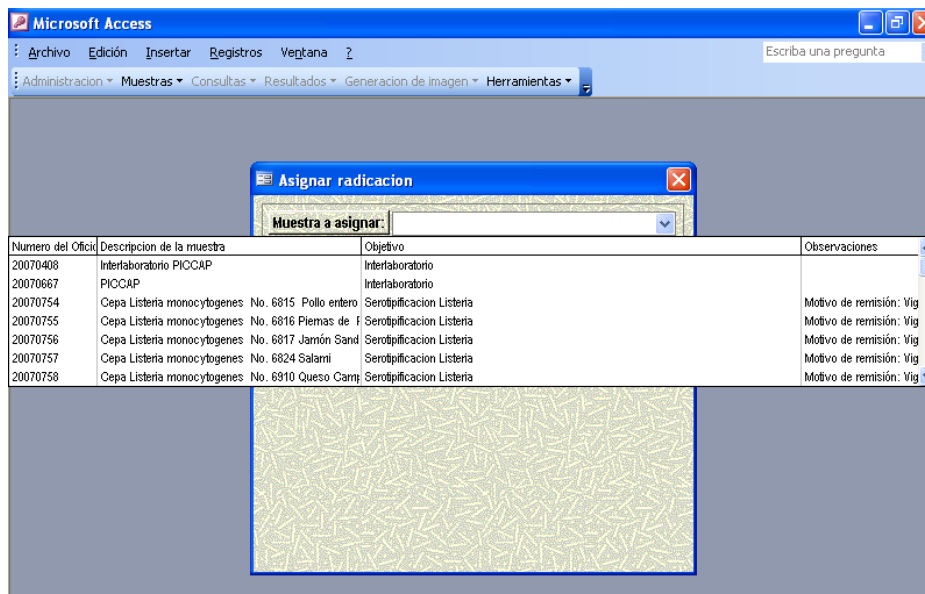 Microsoft Access
Archivo Edición Insertar Registros Ventana ? Escriba una pregunta
Administracion Muestras Consultas Resultados Generacion de imagen Herramientas
Asignar radicacion
Muestra a asignar:
Numero del Oficio Descripcion de la muestra Objetivo Observaciones
20070408 Interlaboratorio PICCAP Interlaboratorio
20070667 PICCAP Interlaboratorio
20070754 Cepa Listeria monocytogenes No. 6815 Pollo entero Serotipificacion Listeria Motivo de remisión: Vig
20070755 Cepa Listeria monocytogenes No. 6816 Piernas de Serotipificacion Listeria Motivo de remisión: Vig
20070756 Cepa Listeria monocytogenes No. 6817 Jamón Sand Serotipificacion Listeria Motivo de remisión: Vig
20070757 Cepa Listeria monocytogenes No. 6824 Salami Serotipificacion Listeria Motivo de remisión: Vig
20070758 Cepa Listeria monocytogenes No. 6910 Queso Camp Serotipificacion Listeria Motivo de remisión: Vig